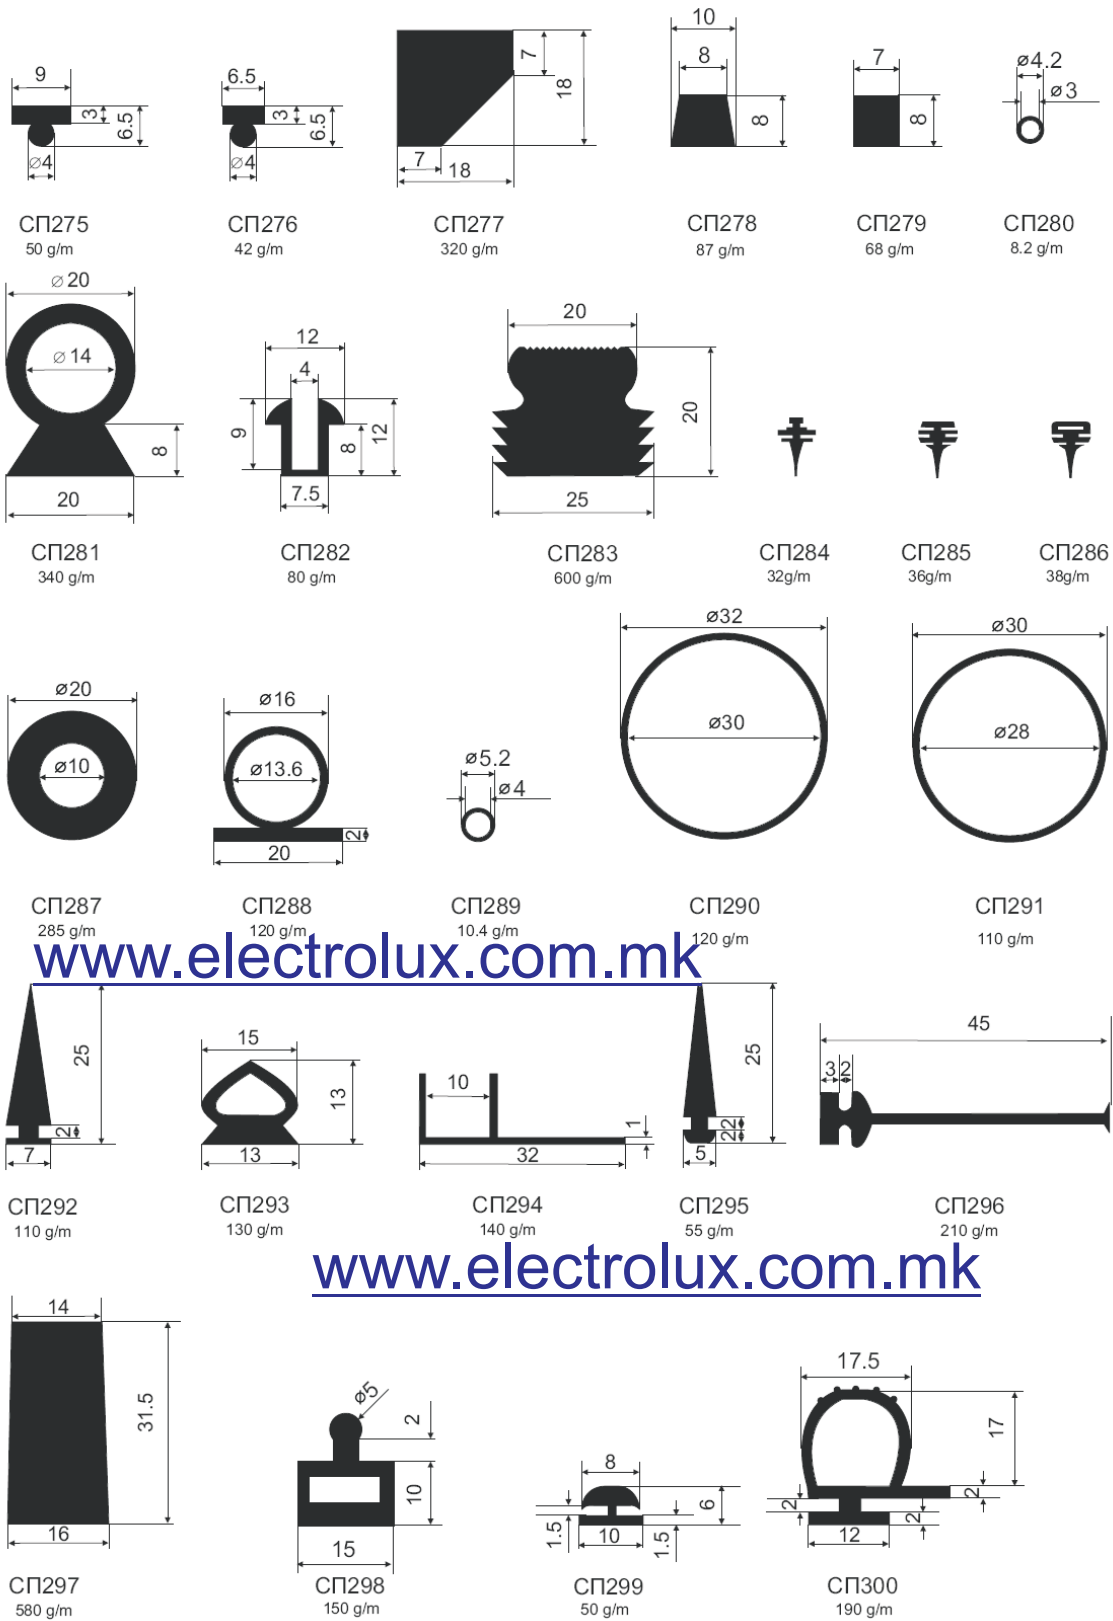 9
3
6.5
⌀4
СП275
50 g/m
6.5
3
6.5
⌀4
СП276
42 g/m
7
18
7
18
СП277
320 g/m
10
8
8
СП278
87 g/m
7
8
СП279
68 g/m
⌀4.2
⌀3
СП280
8.2 g/m
⌀20
⌀14
8
20
СП281
340 g/m
12
4
9
8
12
7.5
СП282
80 g/m
20
20
25
СП283
600 g/m
СП284
32g/m
СП285
36g/m
СП286
38g/m
⌀20
⌀10
СП287
285 g/m
⌀16
⌀13.6
2
20
СП288
120 g/m
⌀5.2
⌀4
СП289
10.4 g/m
⌀32
⌀30
СП290
120 g/m
⌀30
⌀28
СП291
110 g/m
www.electrolux.com.mk
25
2
7
СП292
110 g/m
15
13
13
СП293
130 g/m
10
1
32
СП294
140 g/m
25
2
2
5
СП295
55 g/m
45
3
2
СП296
210 g/m
www.electrolux.com.mk
14
31.5
16
СП297
580 g/m
⌀5
2
10
15
СП298
150 g/m
8
6
1.5
10
1.5
СП299
50 g/m
17.5
17
2
2
2
12
СП300
190 g/m